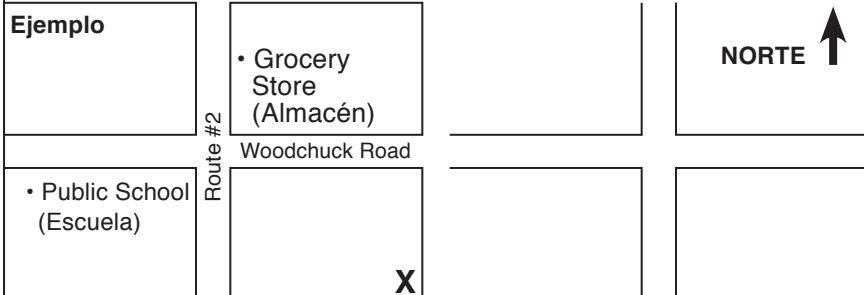 Ejemplo
• Grocery
Store
(Almacén)
NORTE
Route #2
Woodchuck Road
• Public School
(Escuela)
X